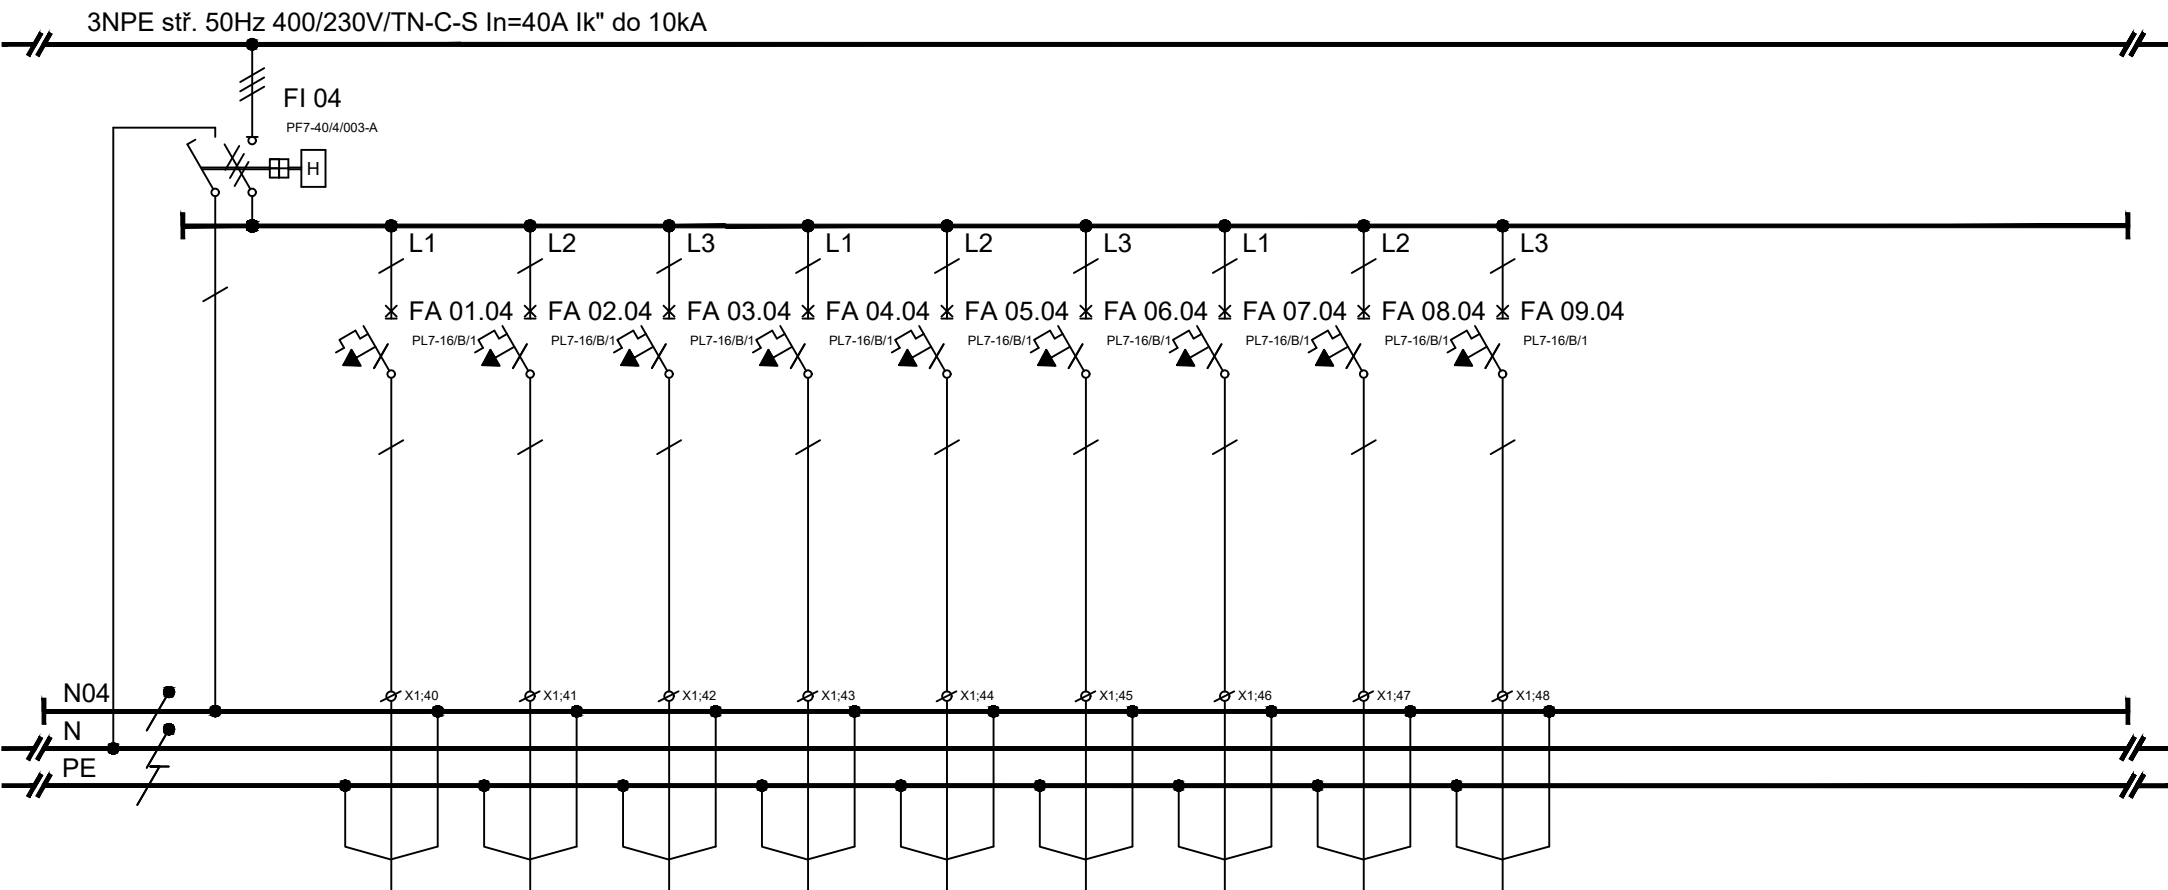 3NPE stř. 50Hz 400/230V/TN-C-S In=40A Ik" do 10kA
FI 04
PF7-40/4/003-A
H
L1 L2 L3 L1 L2 L3 L1 L2 L3
FA 01.04 FA 02.04 FA 03.04 FA 04.04 FA 05.04 FA 06.04 FA 07.04 FA 08.04 FA 09.04
PL7-16/B/1 PL7-16/B/1 PL7-16/B/1 PL7-16/B/1 PL7-16/B/1 PL7-16/B/1 PL7-16/B/1 PL7-16/B/1 PL7-16/B/1
N04 X1;40 X1;41 X1;42 X1;43 X1;44 X1;45 X1;46 X1;47 X1;48
N
PE